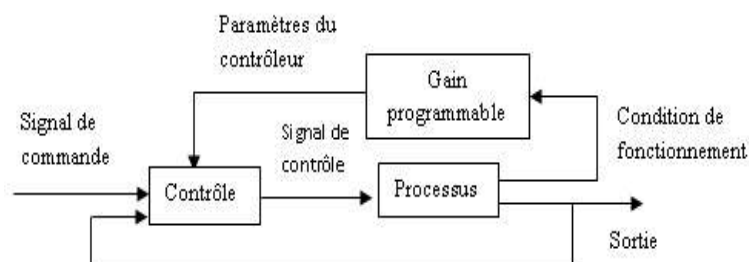 Paramètres du
contrôleur
Gain
programmable
Signal de
commande
Signal de
contrôle
Condition de
fonctionnement
Contrôle
Processus
Sortie